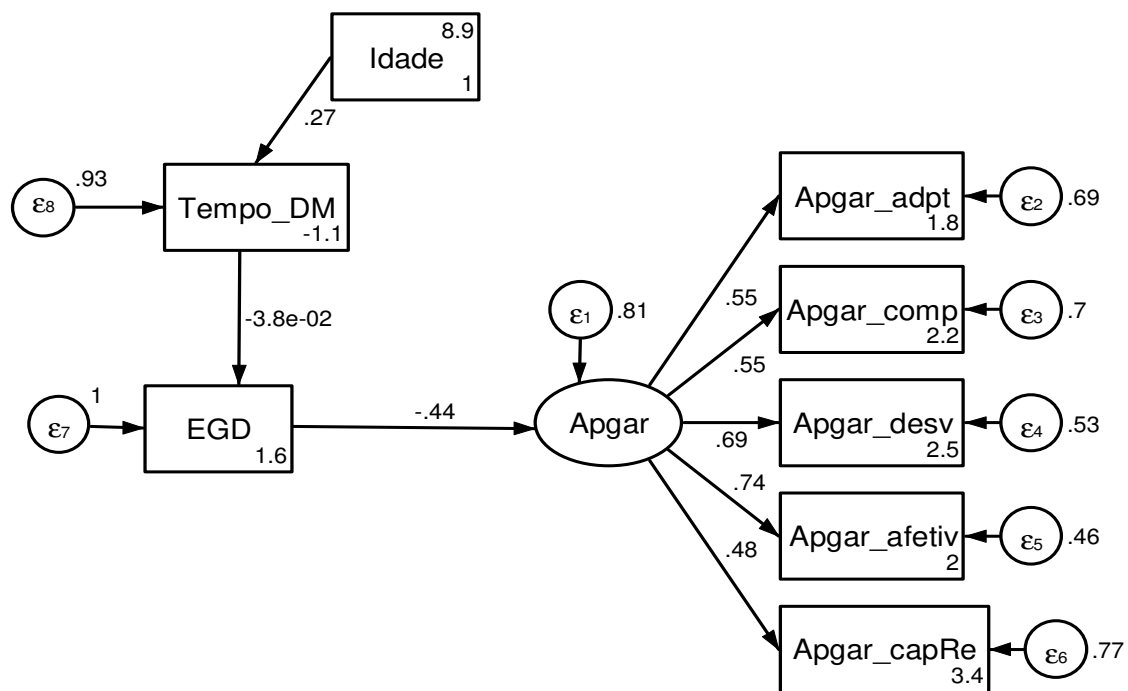 8.9
Idade
1
.27
.93
ε8
Tempo_DM
-1.1
-3.8e-02
1
ε7
EGD
1.6
-.44
ε1
.81
Apgar
.55
Apgar_adpt
1.8
ε2
.69
.55
Apgar_comp
2.2
ε3
.7
.69
Apgar_desv
2.5
ε4
.53
.74
Apgar_afetiv
2
ε5
.46
.48
Apgar_capRe
3.4
ε6
.77